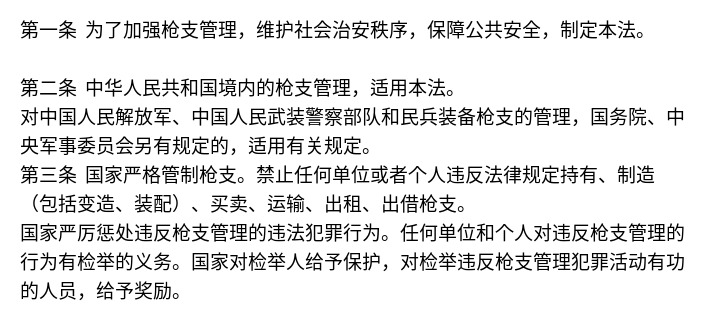 第一条 为了加强枪支管理，维护社会治安秩序，保障公共安全，制定本法。
第二条 中华人民共和国境内的枪支管理，适用本法。
对中国人民解放军、中国人民武装警察部队和民兵装备枪支的管理，国务院、中
央军事委员会另有规定的，适用有关规定。
第三条 国家严格管制枪支。禁止任何单位或者个人违反法律规定持有、制造
（包括变造、装配）、买卖、运输、出租、出借枪支。
国家严厉惩处违反枪支管理的违法犯罪行为。任何单位和个人对违反枪支管理的
行为有检举的义务。国家对检举人给予保护，对检举违反枪支管理犯罪活动有功
的人员，给予奖励。